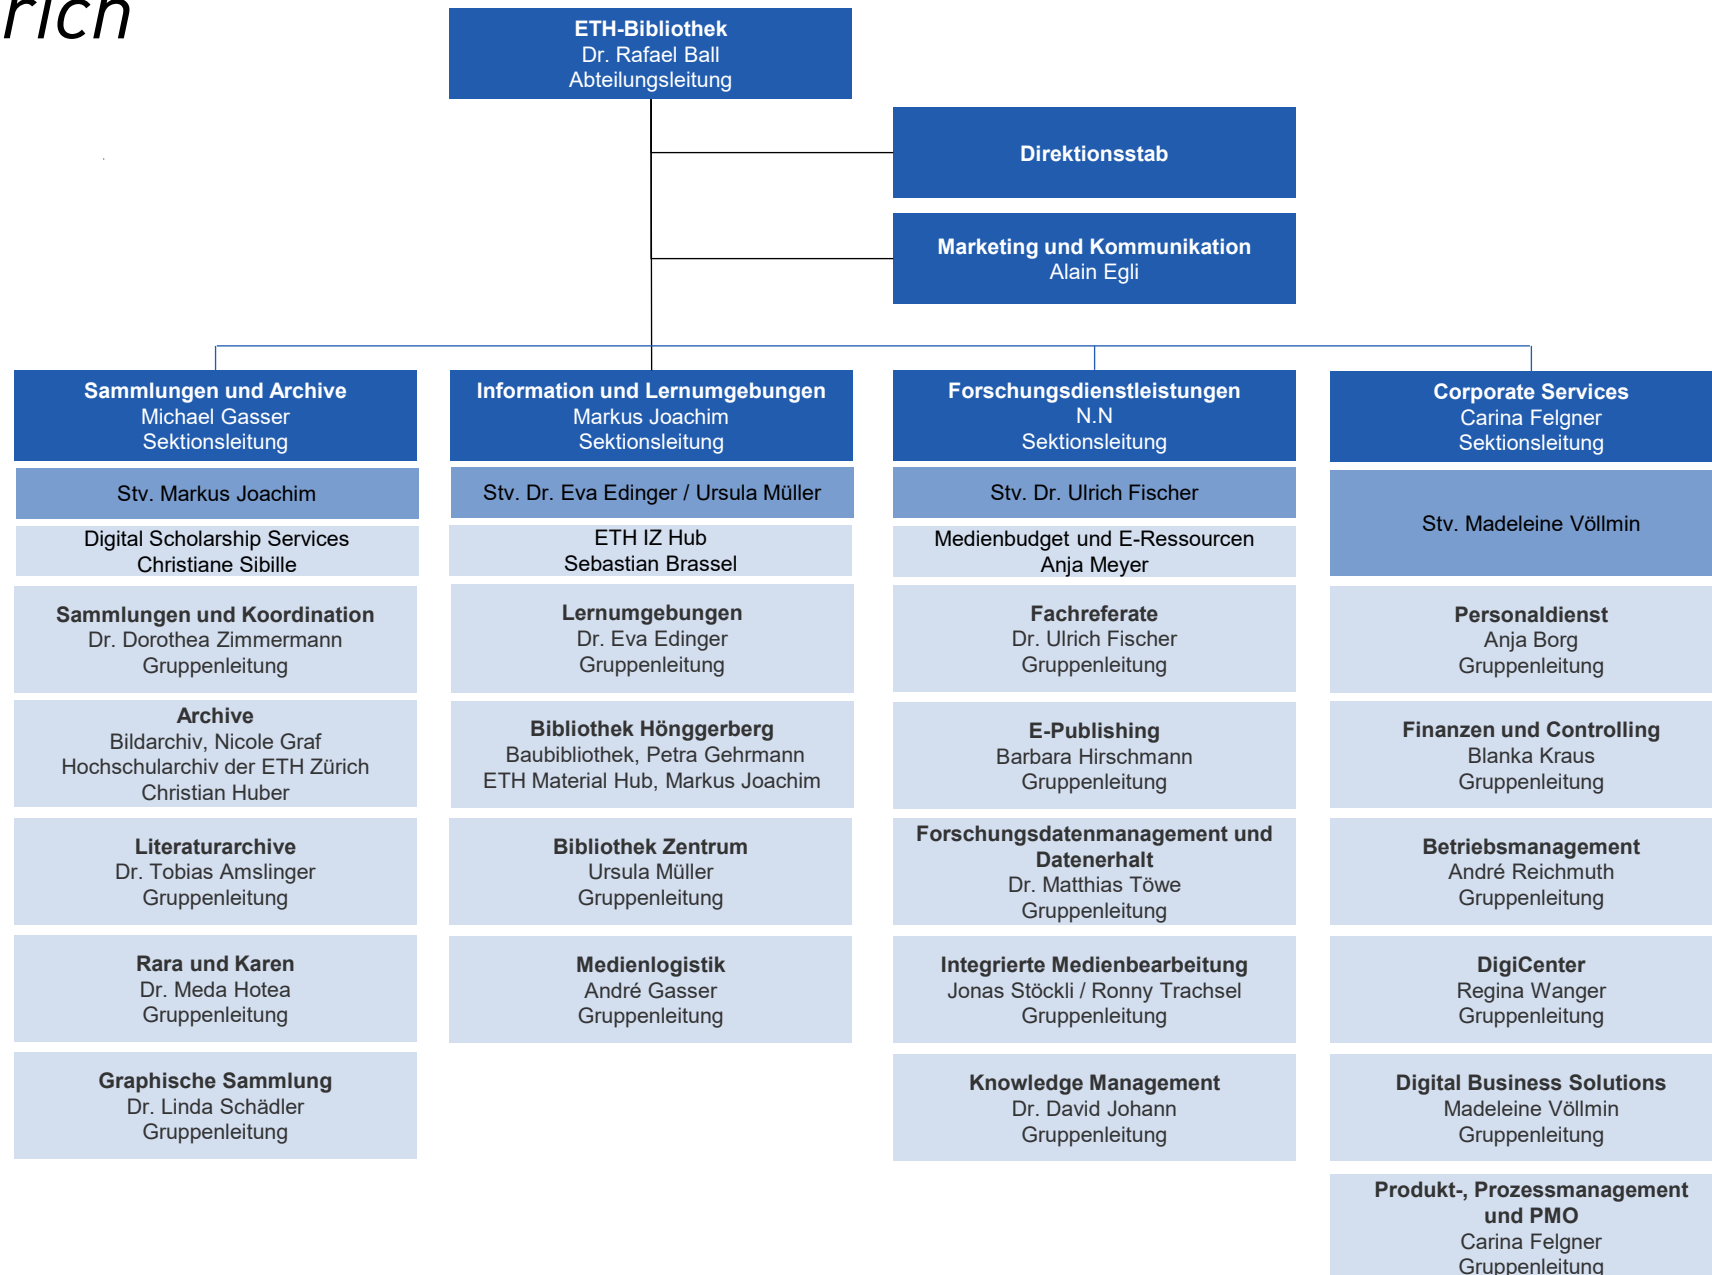 rich
ETH-Bibliothek
Dr. Rafael Ball
Abteilungsleitung
Direktionsstab
Marketing und Kommunikation
Alain Egli
Sammlungen und Archive
Michael Gasser
Sektionsleitung
Stv. Markus Joachim
Digital Scholarship Services
Christiane Sibille
Sammlungen und Koordination
Dr. Dorothea Zimmermann
Gruppenleitung
Archive
Bildarchiv, Nicole Graf
Hochschularchiv der ETH Zürich
Christian Huber
Literaturarchive
Dr. Tobias Amslinger
Gruppenleitung
Rara und Karen
Dr. Meda Hotea
Gruppenleitung
Graphische Sammlung
Dr. Linda Schädler
Gruppenleitung
Information und Lernumgebungen
Markus Joachim
Sektionsleitung
Stv. Dr. Eva Edinger / Ursula Müller
ETH IZ Hub
Sebastian Brassel
Lernumgebungen
Dr. Eva Edinger
Gruppenleitung
Bibliothek Hönggerberg
Baubibliothek, Petra Gehrmann
ETH Material Hub, Markus Joachim
Bibliothek Zentrum
Ursula Müller
Gruppenleitung
Medienlogistik
André Gasser
Gruppenleitung
Forschungsdienstleistungen
N.N
Sektionsleitung
Stv. Dr. Ulrich Fischer
Medienbudget und E-Ressourcen
Anja Meyer
Fachreferate
Dr. Ulrich Fischer
Gruppenleitung
E-Publishing
Barbara Hirschmann
Gruppenleitung
Forschungsdatenmanagement und
Datenerhalt
Dr. Matthias Töwe
Gruppenleitung
Integrierte Medienbearbeitung
Jonas Stöckli / Ronny Trachsel
Gruppenleitung
Knowledge Management
Dr. David Johann
Gruppenleitung
Corporate Services
Carina Felgner
Sektionsleitung
Stv. Madeleine Völlmin
Personaldienst
Anja Borg
Gruppenleitung
Finanzen und Controlling
Blanka Kraus
Gruppenleitung
Betriebsmanagement
André Reichmuth
Gruppenleitung
DigiCenter
Regina Wanger
Gruppenleitung
Digital Business Solutions
Madeleine Völlmin
Gruppenleitung
Produkt-, Prozessmanagement
und PMO
Carina Felgner
Gruppenleitung